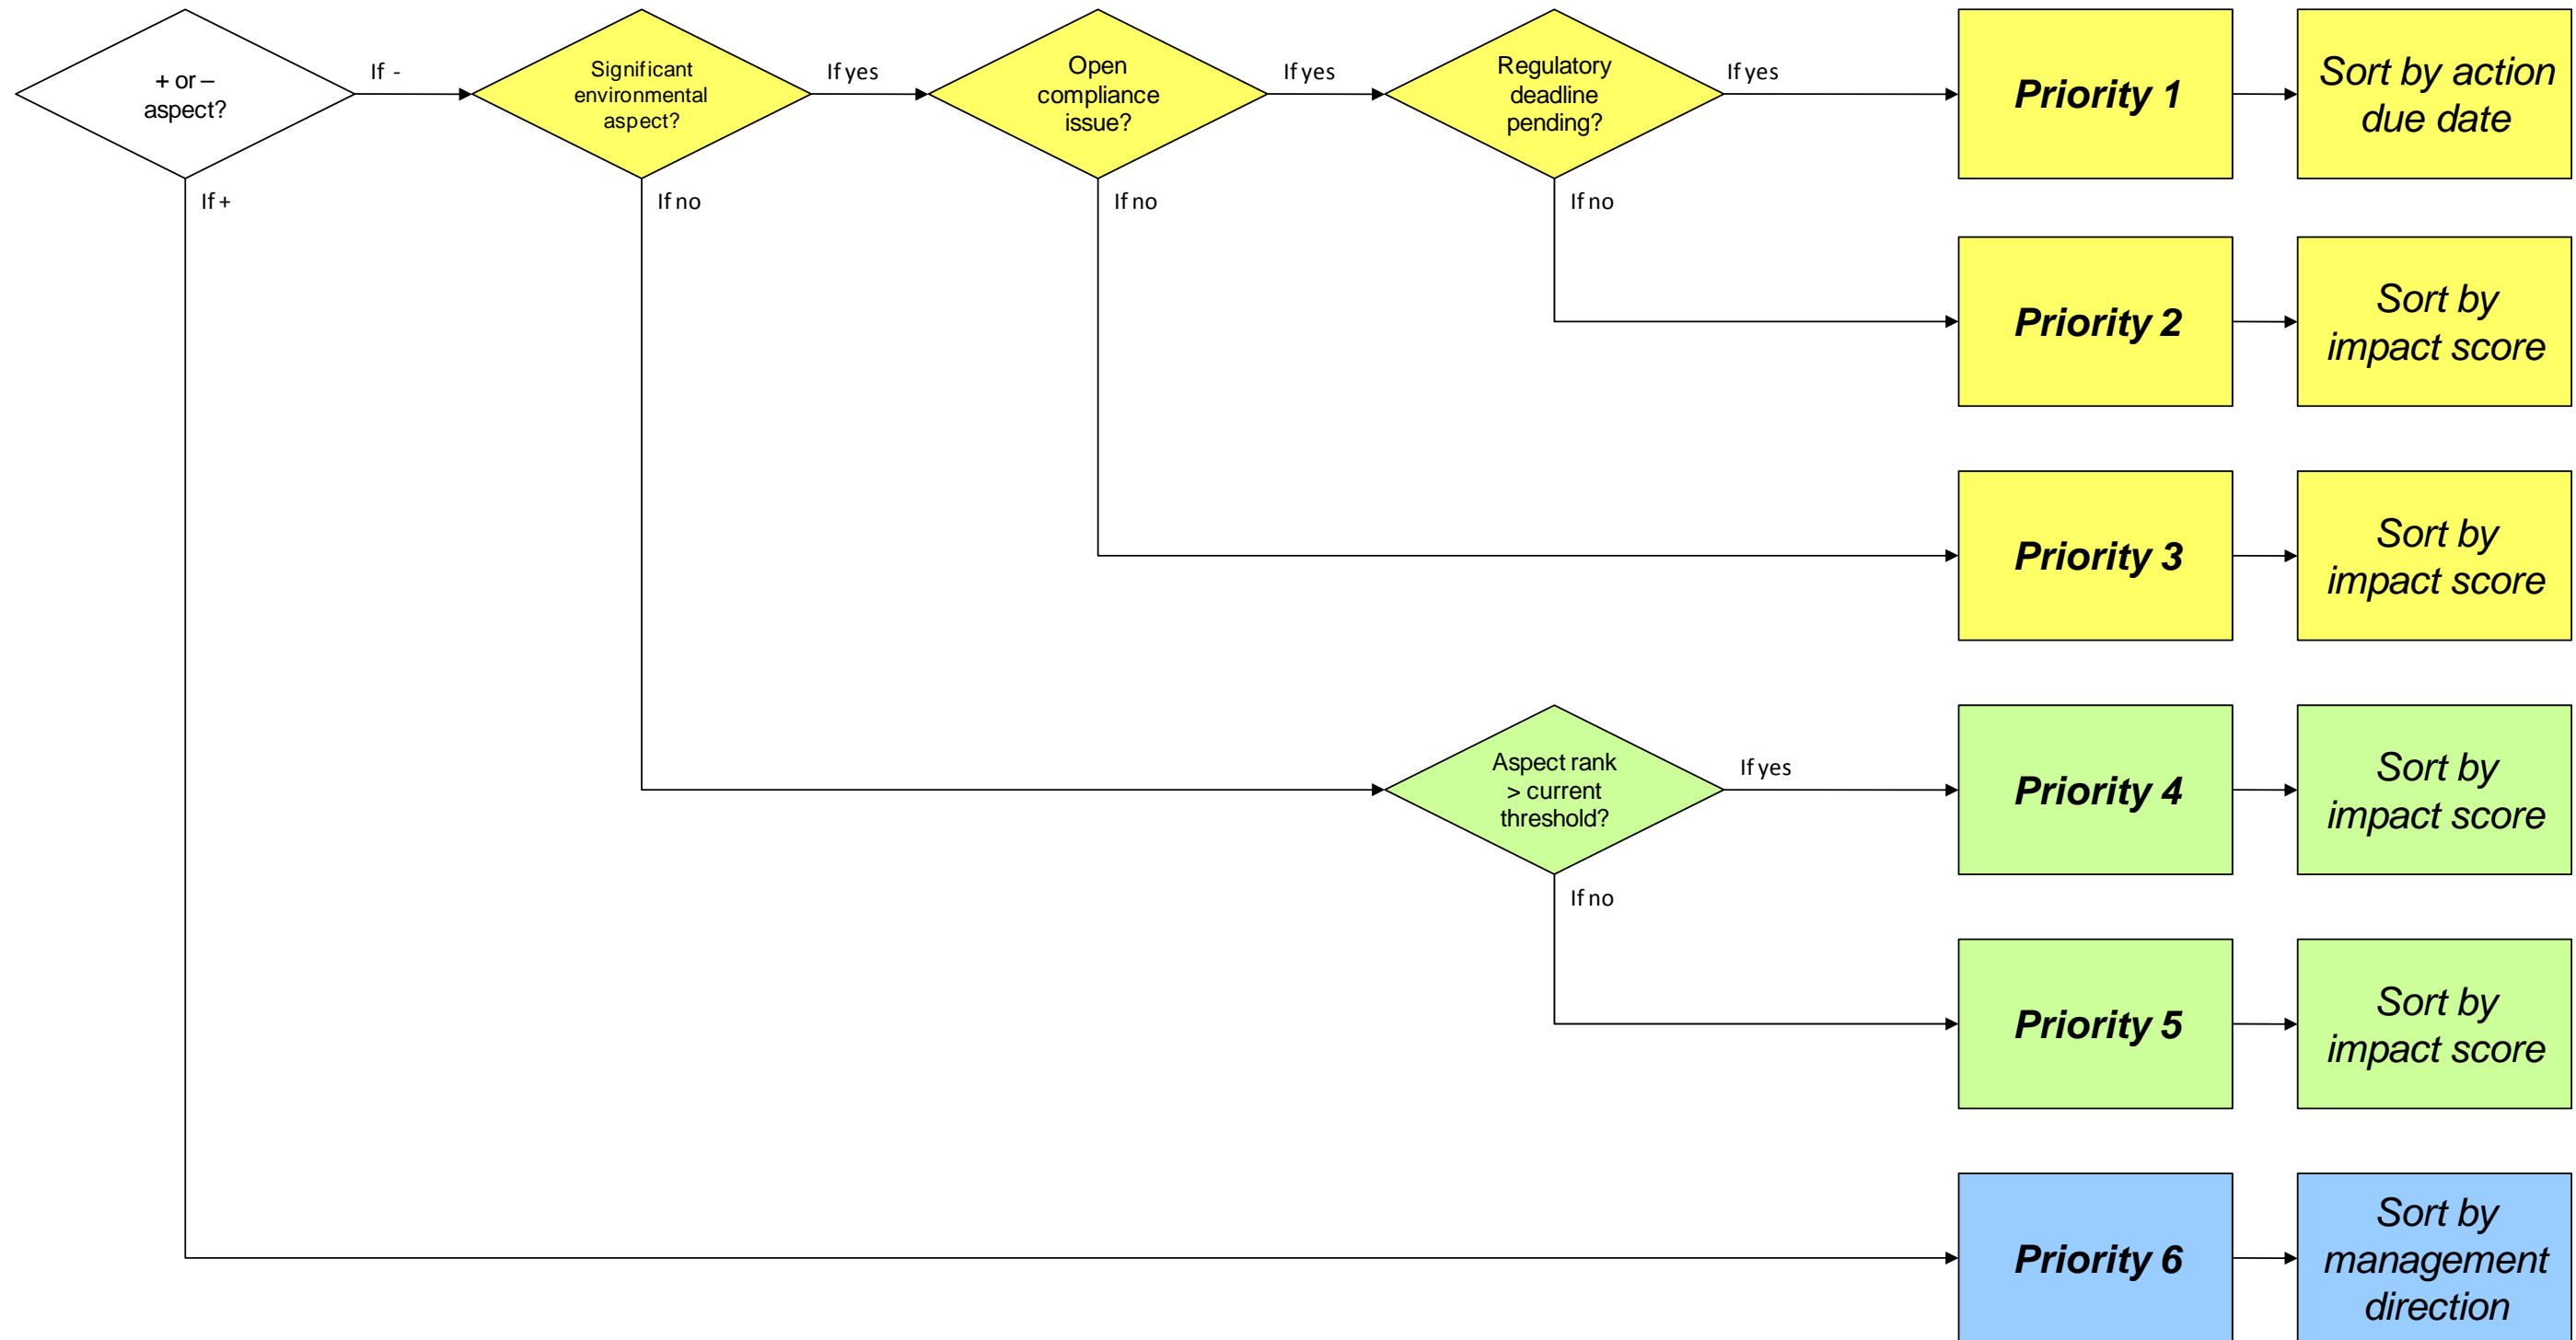 + or –
aspect?
If -
If +
Significant
environmental
aspect?
If yes
If no
Open
compliance
issue?
If yes
If no
Regulatory
deadline
pending?
If yes
If no
Priority 1
Sort by action
due date
Priority 2
Sort by
impact score
Priority 3
Sort by
impact score
Aspect rank
> current
threshold?
If yes
If no
Priority 4
Sort by
impact score
Priority 5
Sort by
impact score
Priority 6
Sort by
management
direction